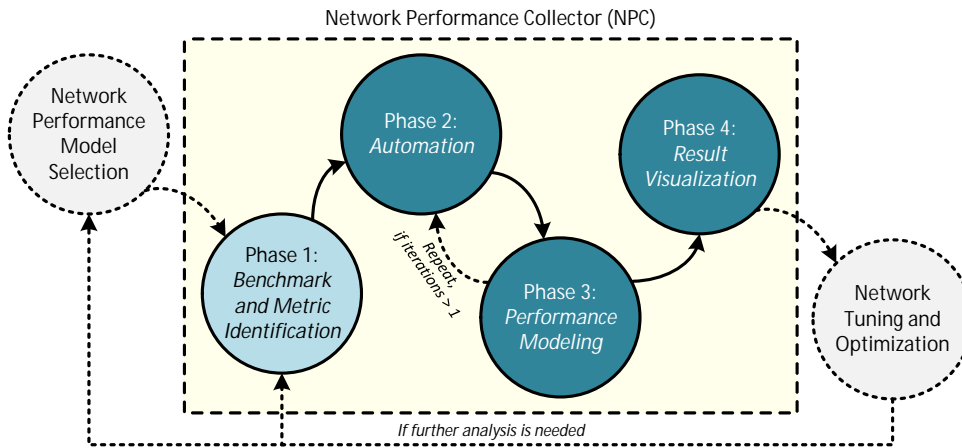 Network Performance Collector (NPC)
Network
Performance
Model
Selection
Phase 1:
Benchmark
and Metric
Identification
Phase 2:
Automation
Repeat,
if iterations > 1
Phase 3:
Performance
Modeling
Phase 4:
Result
Visualization
Network
Tuning and
Optimization
If further analysis is needed